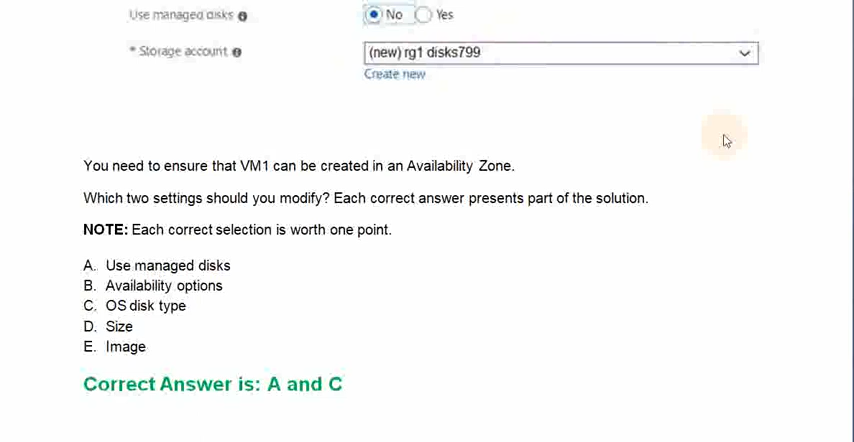 Use managed disks
No Yes
* Storage account
(new) rg1 disks799
Create new
You need to ensure that VM1 can be created in an Availability Zone.
Which two settings should you modify? Each correct answer presents part of the solution.
NOTE: Each correct selection is worth one point.
A. Use managed disks
B. Availability options
C. OS disk type
D. Size
E. Image
Correct Answer is: A and C